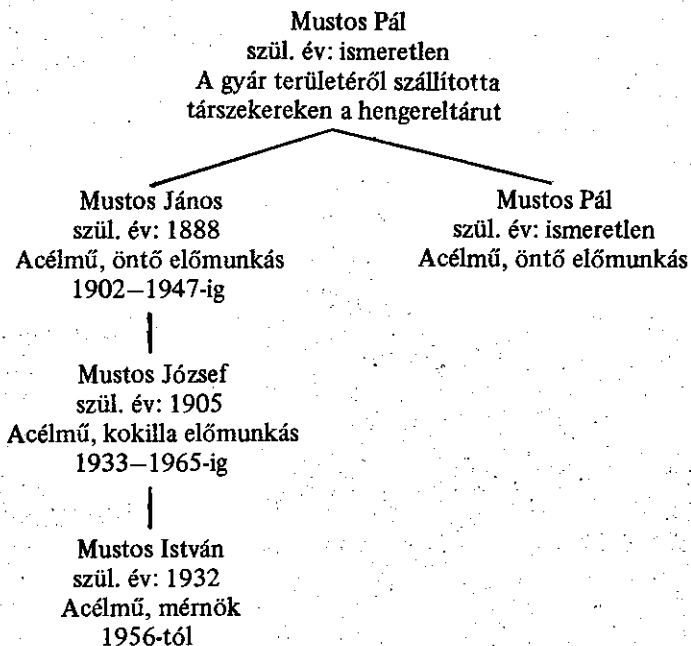 Mustos Pál
szül. év: ismeretlen
A gyár területéről szállította
társzekereken a hengereltárut
Mustos János
szül. év: 1888
Acélmű, öntő előmunkás
1902–1947-ig
Mustos Pál
szül. év: ismeretlen
Acélmű, öntő előmunkás
Mustos József
szül. év: 1905
Acélmű, kokilla előmunkás
1933–1965-ig
Mustos István
szül. év: 1932
Acélmű, mérnök
1956-tól